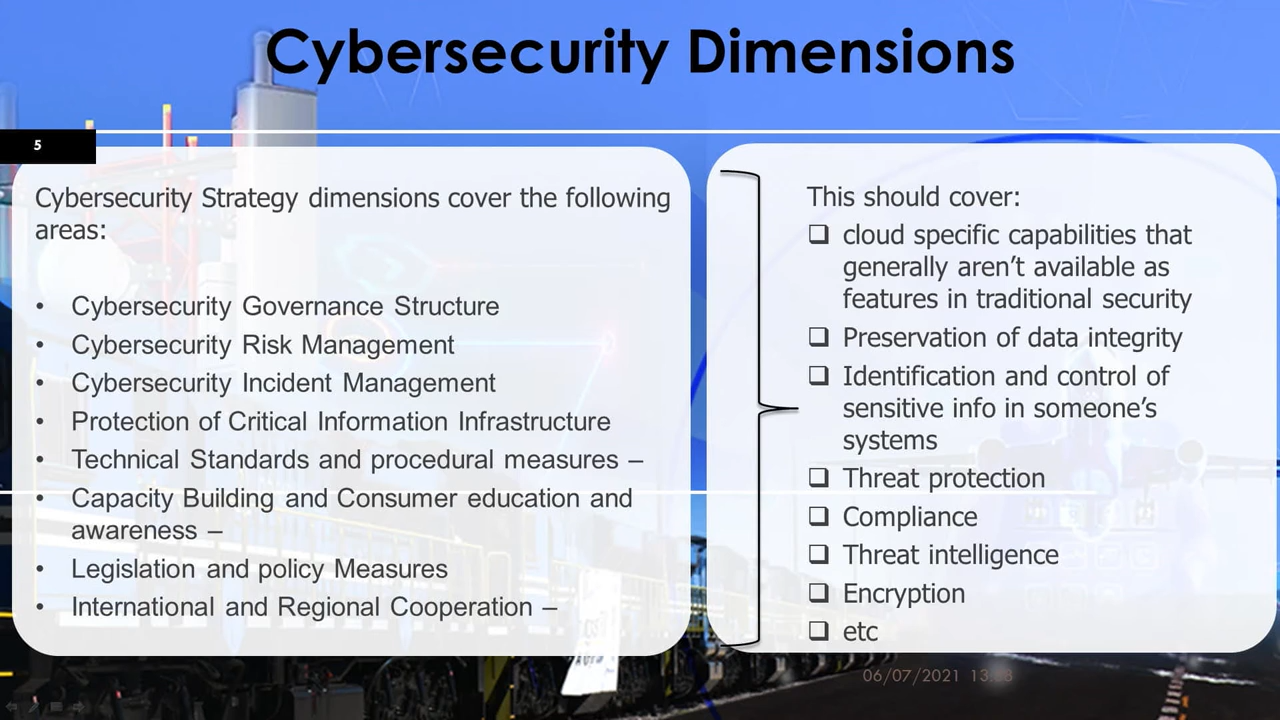 Cybersecurity Dimensions
5
Cybersecurity Strategy dimensions cover the following
areas:
• Cybersecurity Governance Structure
• Cybersecurity Risk Management
• Cybersecurity Incident Management
• Protection of Critical Information Infrastructure
• Technical Standards and procedural measures –
• Capacity Building and Consumer education and
awareness –
• Legislation and policy Measures
• International and Regional Cooperation –
This should cover:
❑ cloud specific capabilities that
generally aren’t available as
features in traditional security
❑ Preservation of data integrity
❑ Identification and control of
sensitive info in someone’s
systems
❑ Threat protection
❑ Compliance
❑ Threat intelligence
❑ Encryption
❑ etc
06/07/2021